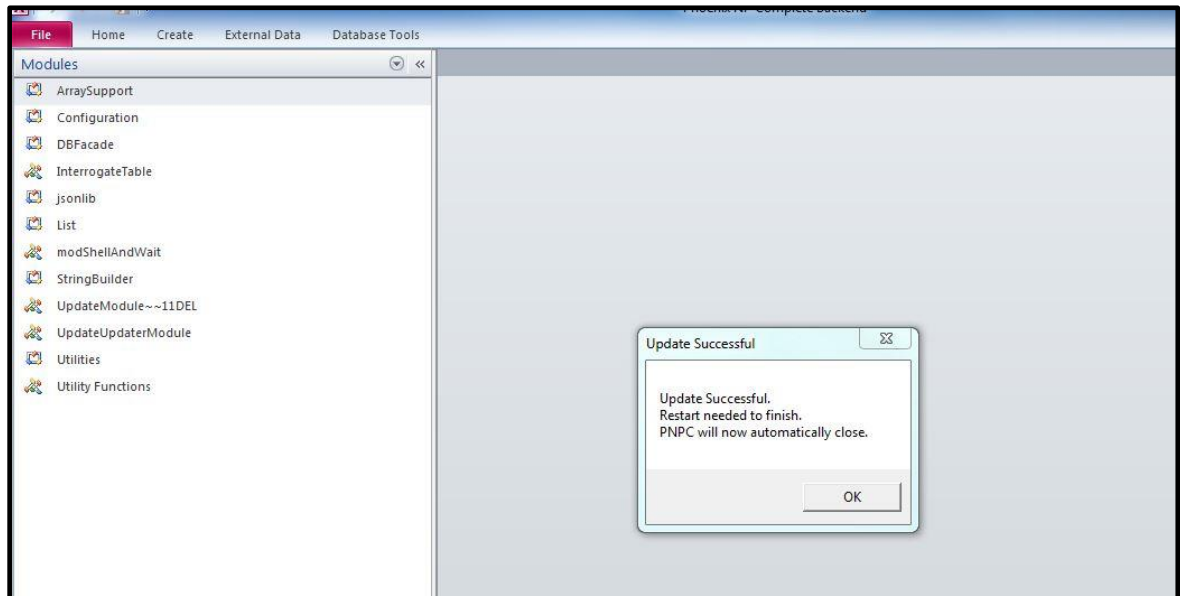 File Home Create External Data Database Tools
Modules
ArraySupport
Configuration
DBFacade
InterrogateTable
jsonlib
List
modShellAndWait
StringBuilder
UpdateModule~~11DEL
UpdateUpdaterModule
Utilities
Utility Functions
Update Successful
Update Successful.
Restart needed to finish.
PNPC will now automatically close.
OK